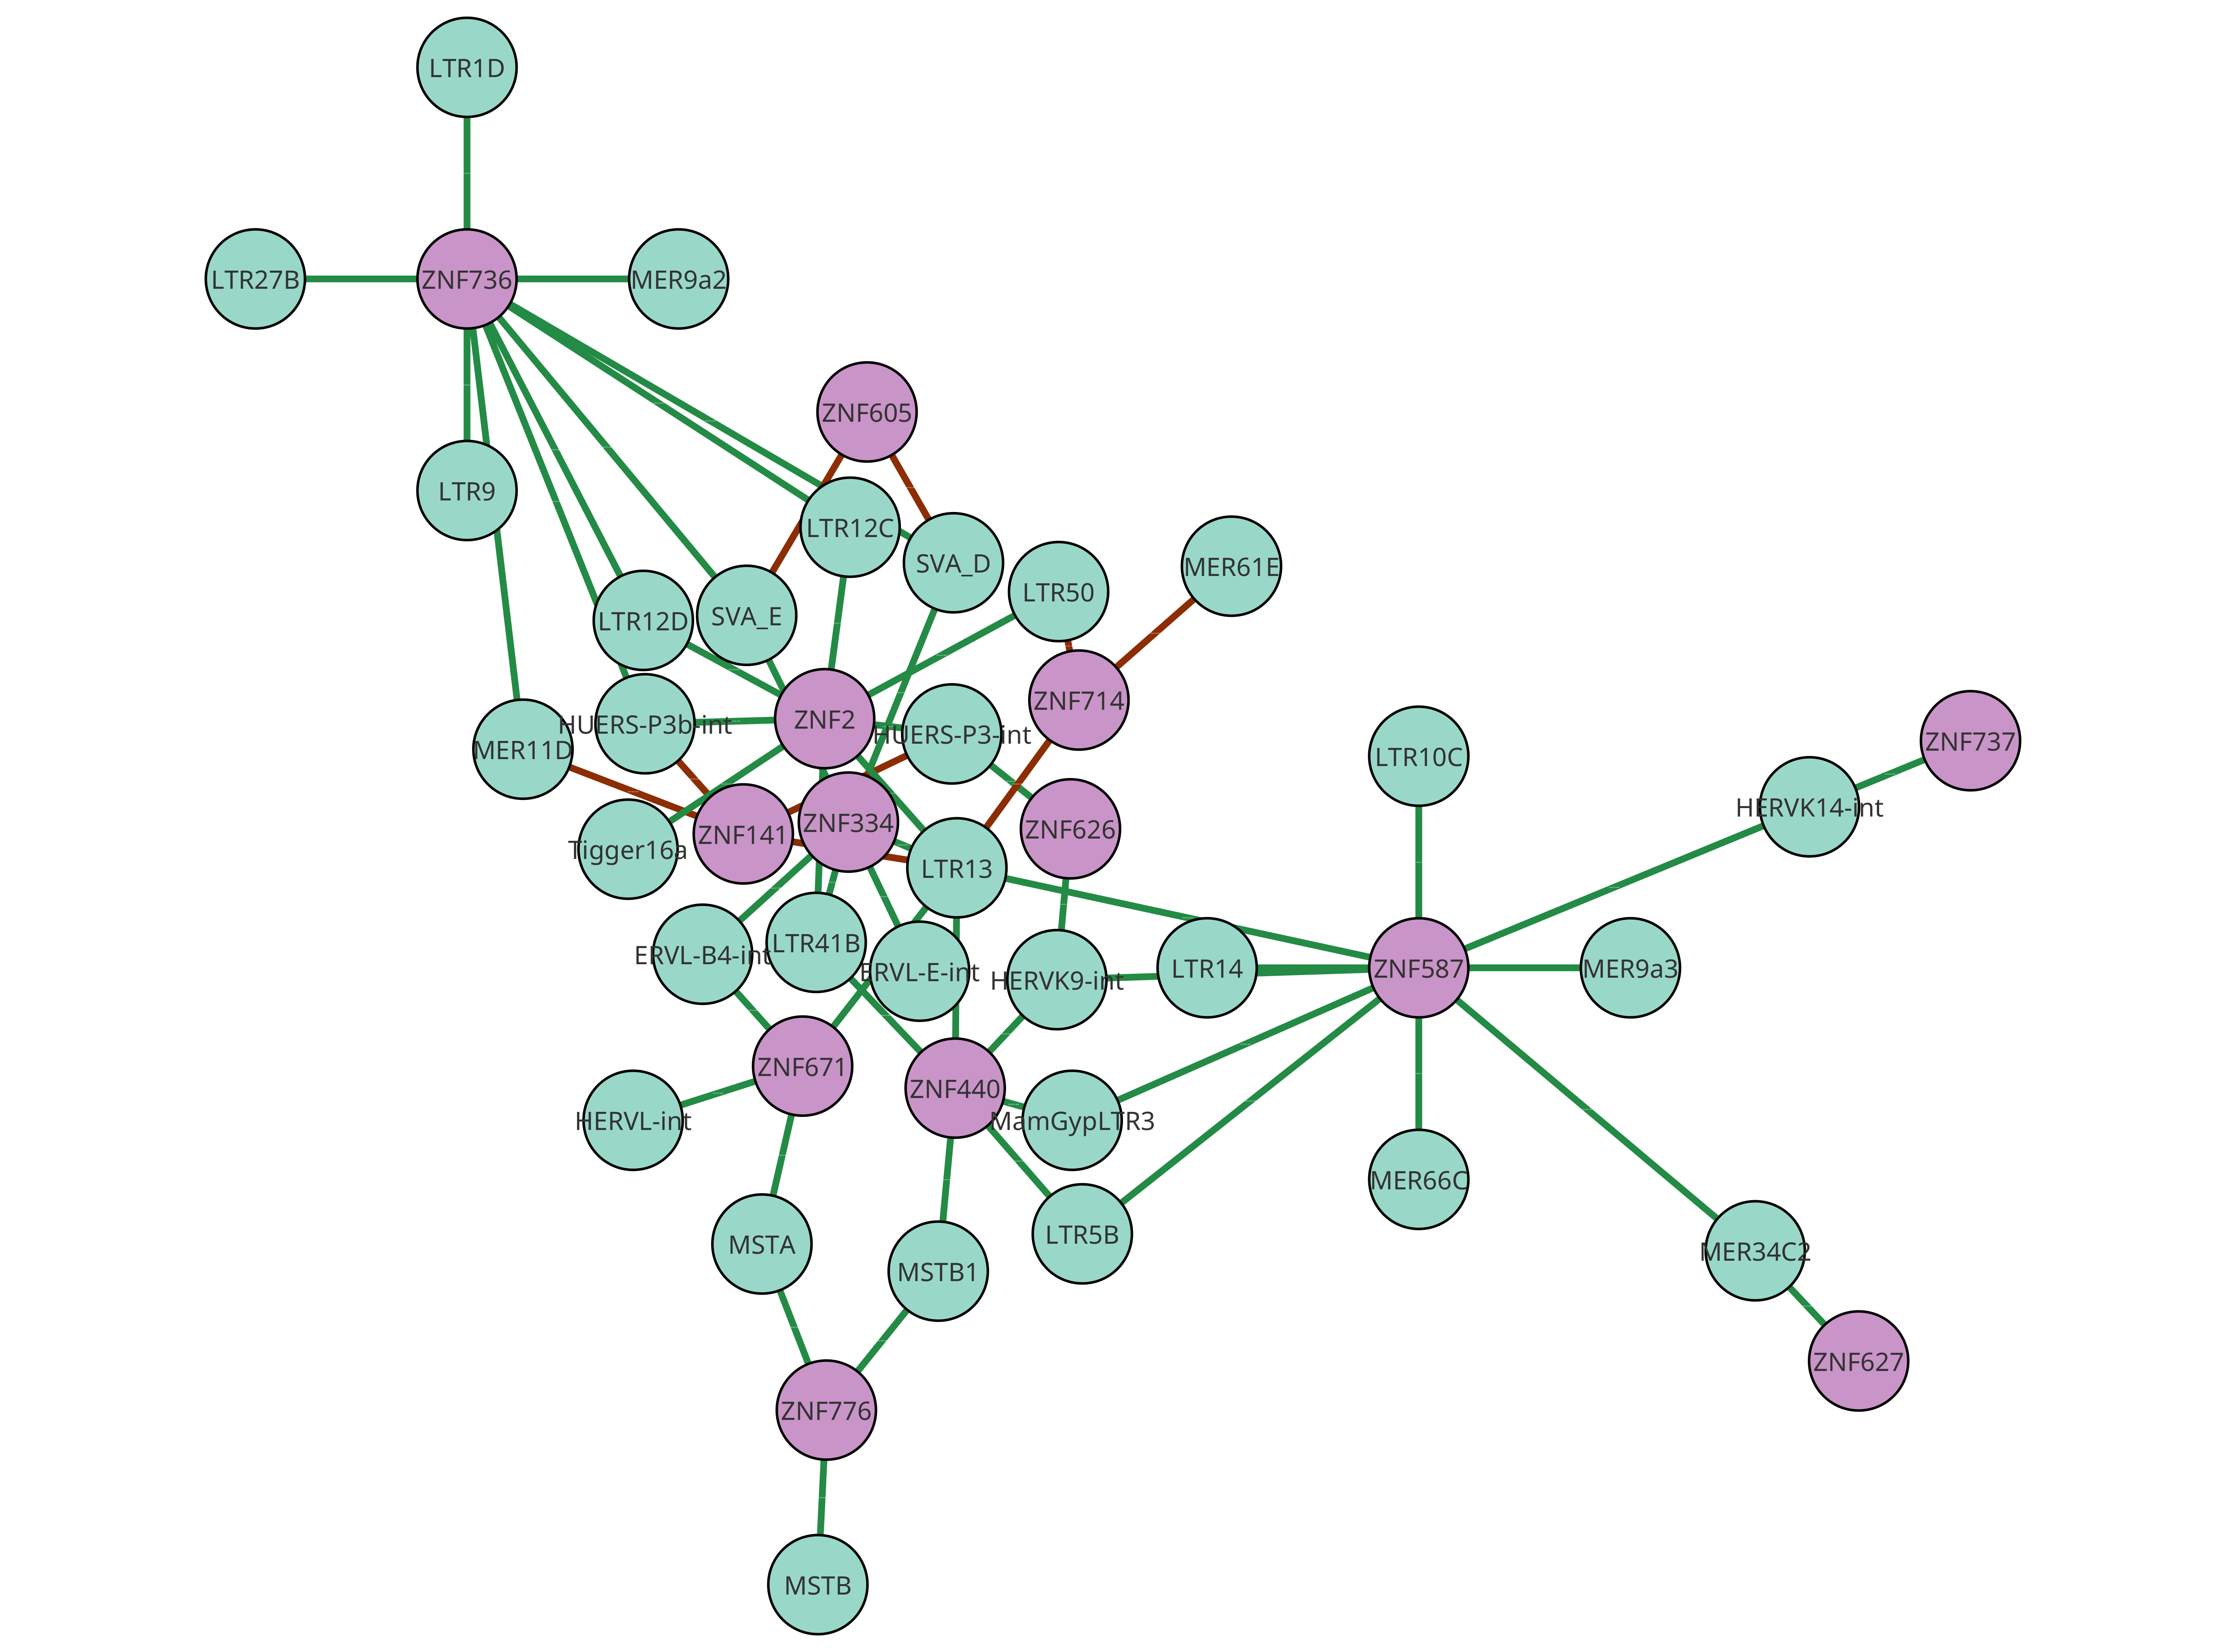 LTR1D
LTR27B
ZNF736
MER9a2
ZNF605
LTR9
LTR12C
SVA_D
MER61E
LTR50
SVA_E
LTR12D
ZNF714
ZNF2
HUERS-P3b-int
HUERS-P3-int
MER11D
ZNF737
LTR10C
HERVK14-int
ZNF334
ZNF626
ZNF141
Tigger16a
LTR13
LTR41B
ERVL-B4-int
ERVL-E-int
HERVK9-int
LTR14
ZNF587
MER9a3
ZNF671
ZNF440
HERVL-int
MamGypLTR3
MER66C
LTR5B
MSTA
MER34C2
MSTB1
ZNF627
ZNF776
MSTB